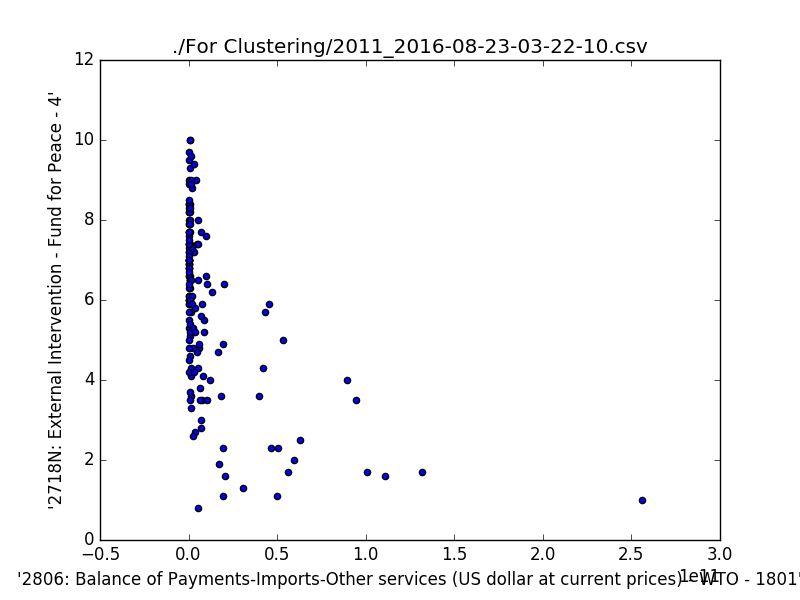 ./For Clustering/2011_2016-08-23-03-22-10.csv
12
10
8
6
4
2
0
'2718N: External Intervention - Fund for Peace - 4'
−0.5 0.0 0.5 1.0 1.5 2.0 2.5 3.0
1e11
'2806: Balance of Payments-Imports-Other services (US dollar at current prices) - WTO - 1801'